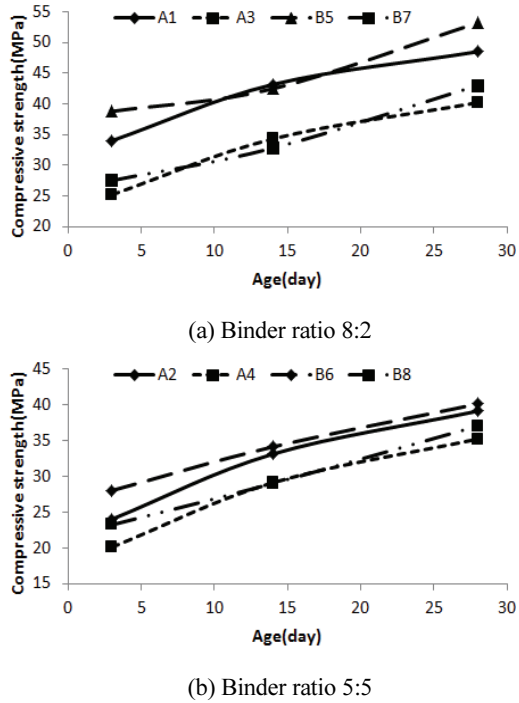 A1 A3 B5 B7
Compressive strength(MPa)
55
50
45
40
35
30
25
20
0 5 10 15 20 25 30
Age(day)
(a) Binder ratio 8:2
A2 A4 B6 B8
Compressive strength(MPa)
45
40
35
30
25
20
15
0 5 10 15 20 25 30
Age(day)
(b) Binder ratio 5:5